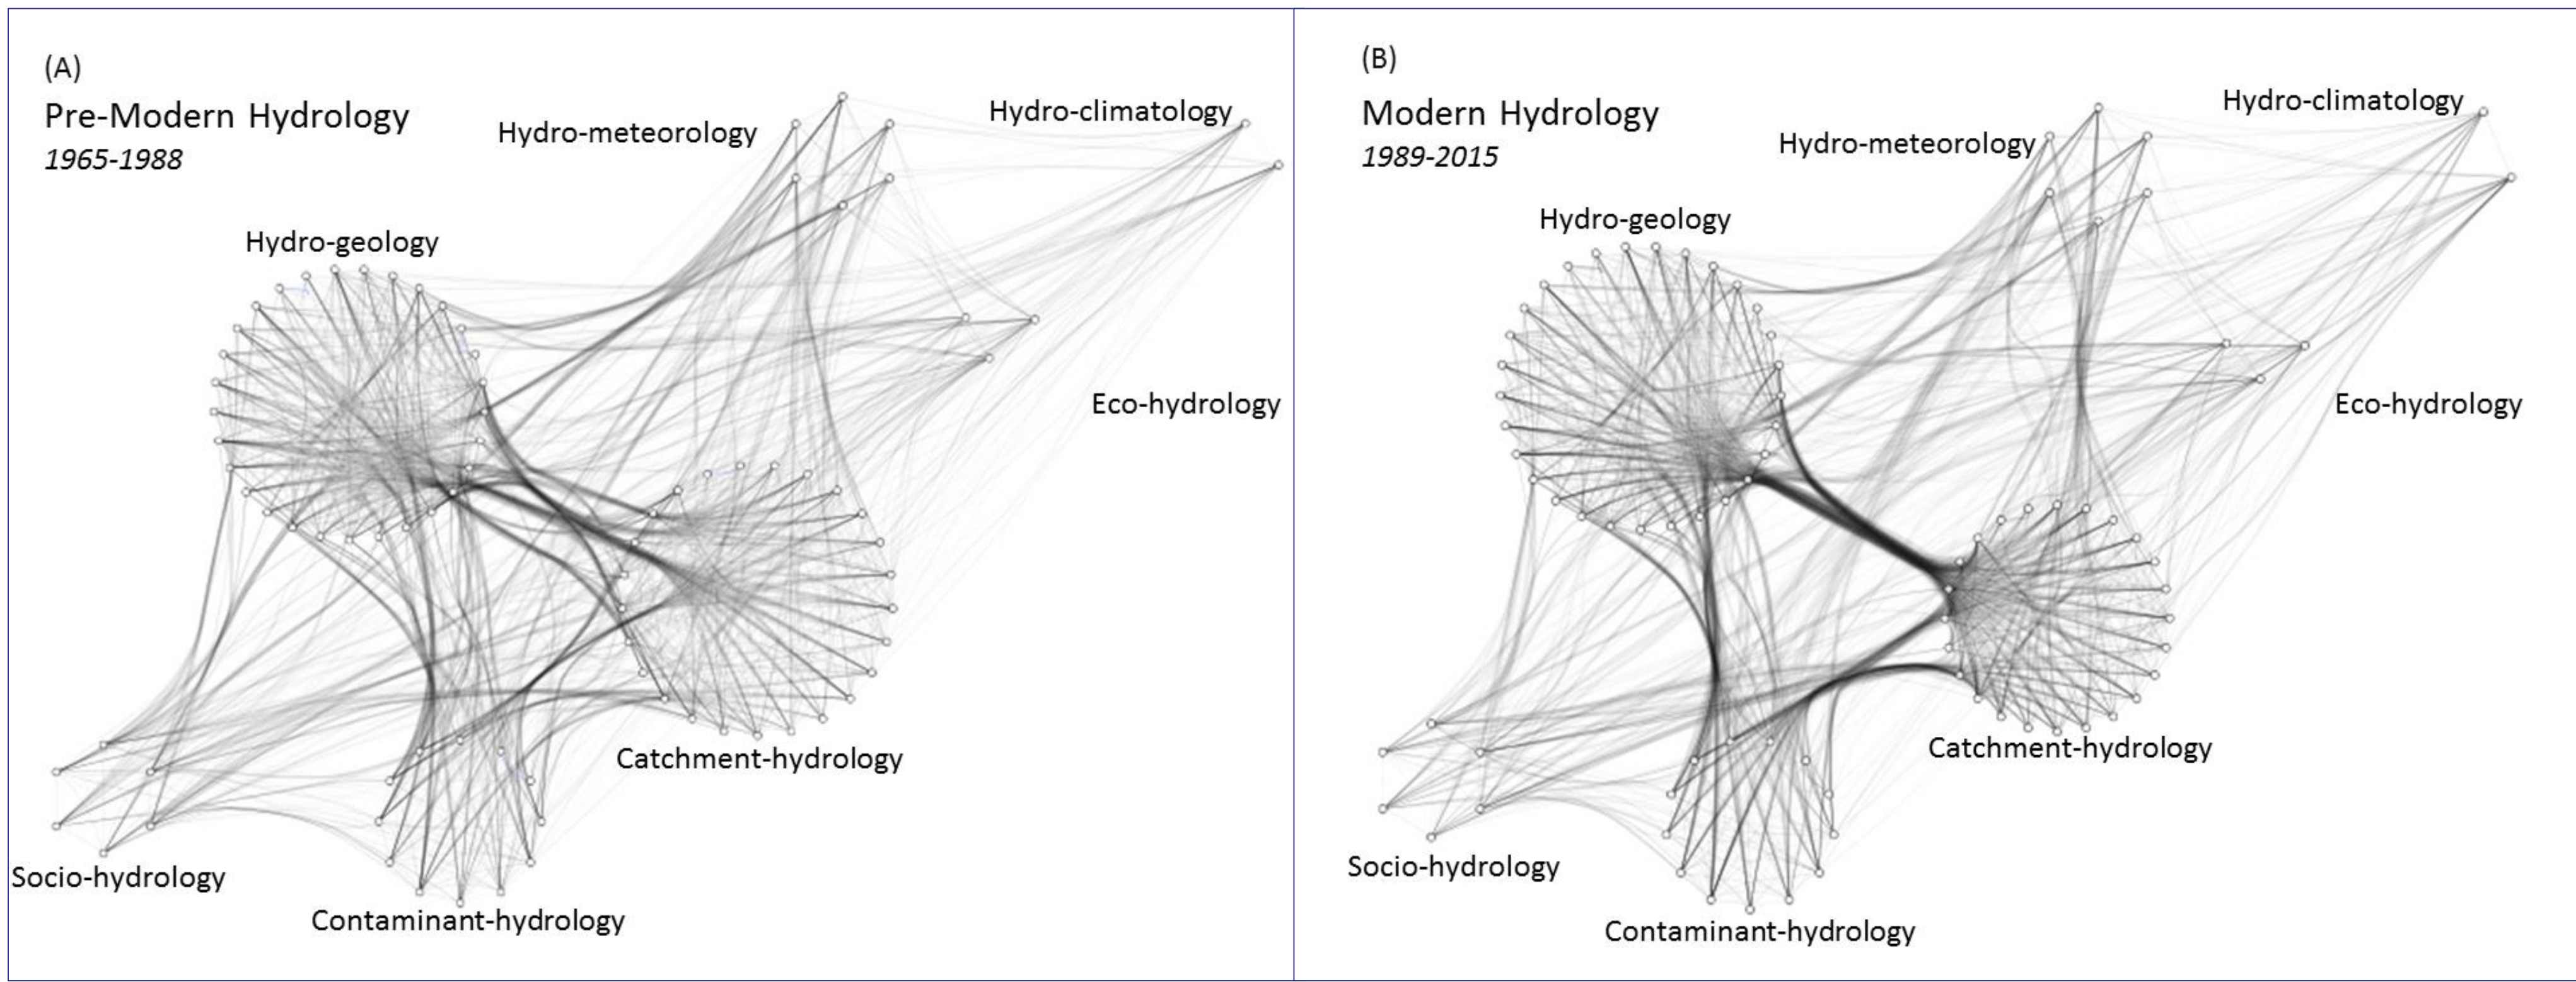 (A)
Pre-Modern Hydrology
1965-1988
Hydro-meteorology
Hydro-climatology
Hydro-geology
Eco-hydrology
Catchment-hydrology
Socio-hydrology
Contaminant-hydrology
(B)
Modern Hydrology
1989-2015
Hydro-climatology
Hydro-meteorology
Hydro-geology
Eco-hydrology
Catchment-hydrology
Socio-hydrology
Contaminant-hydrology